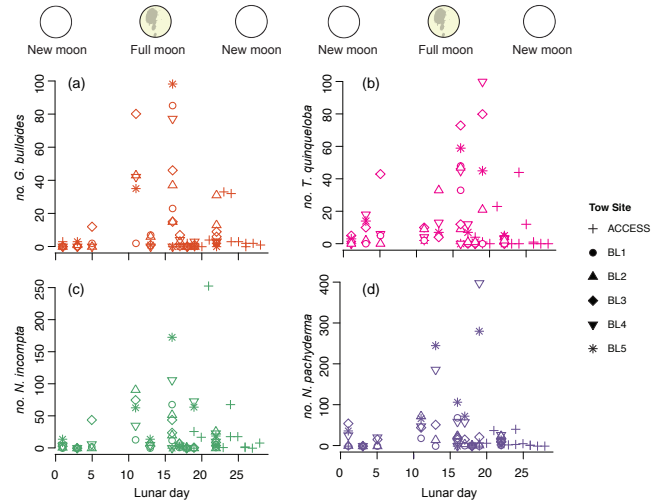 New moon Full moon New moon New moon Full moon New moon
(a)
no. G. bulloides
0 20 40 60 80 100
(b)
no. T. quinqueloba
0 20 40 60 80 100
Tow Site
ACCESS
BL1
BL2
BL3
BL4
BL5
(c)
no. N. incompta
0 50 100 150 200 250
0 5 10 15 20 25
Lunar day
(d)
no. N. pachyderma
0 100 200 300 400
0 5 10 15 20 25
Lunar day